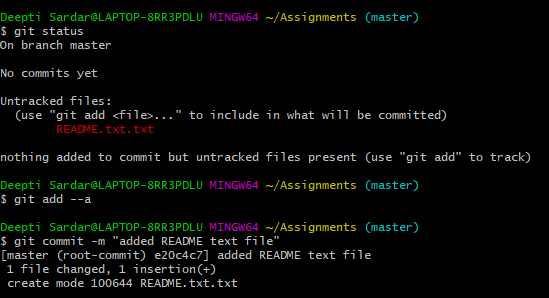 Deepti Sardar@LAPTOP-8RR3PDLU MINGW64 ~/Assignments (master)
$ git status
On branch master
No commits yet
Untracked files:
(use "git add <file>..." to include in what will be committed)
README.txt.txt
nothing added to commit but untracked files present (use "git add" to track)
Deepti Sardar@LAPTOP-8RR3PDLU MINGW64 ~/Assignments (master)
$ git add --a
Deepti Sardar@LAPTOP-8RR3PDLU MINGW64 ~/Assignments (master)
$ git commit -m "added README text file"
[master (root-commit) e20c4c7] added README text file
1 file changed, 1 insertion(+)
create mode 100644 README.txt.txt